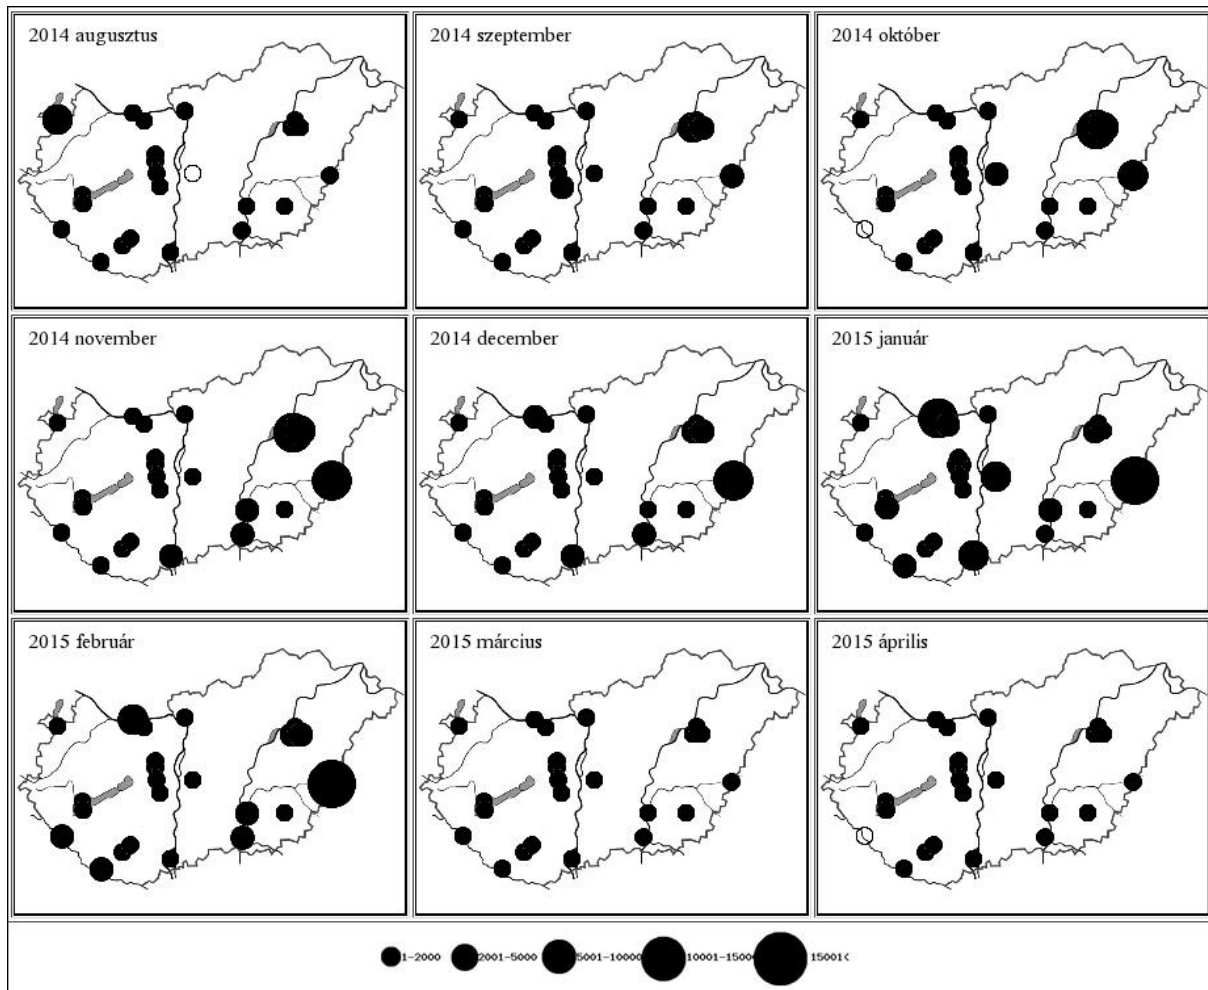 2014 augusztus
2014 szeptember
2014 október
2014 november
2014 december
2015 január
2015 február
2015 március
2015 április
1-2000 2001-5000 5001-10000 10001-1500 15001<